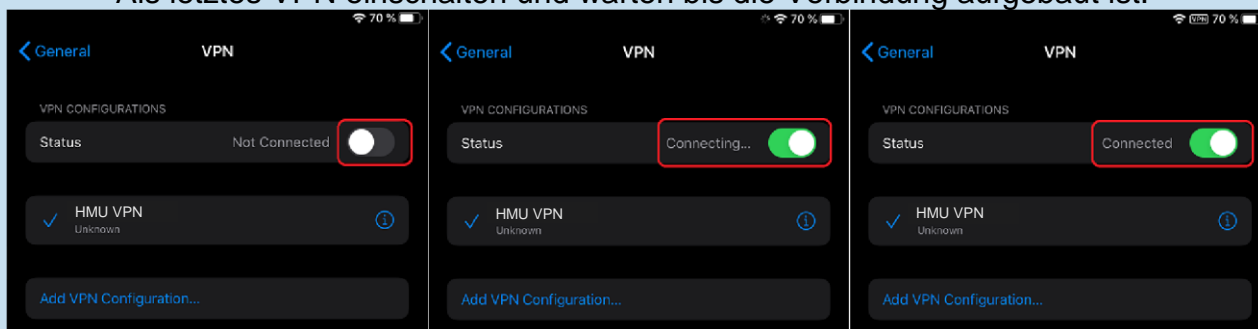 Als letztes VPN einschalten und warten bis die Verbindung aufgebaut ist.
70 %
General VPN
VPN CONFIGURATIONS
Status Not Connected
HMU VPN
Unknown
Add VPN Configuration...
70 %
General VPN
VPN CONFIGURATIONS
Status Connecting...
HMU VPN
Unknown
Add VPN Configuration...
VPN 70 %
General VPN
VPN CONFIGURATIONS
Status Connected
HMU VPN
Unknown
Add VPN Configuration...